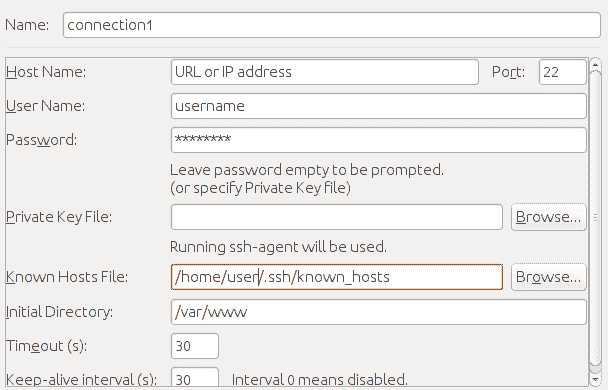 Name: connection1
Host Name: URL or IP address Port: 22
User Name: username
Password: ********
Leave password empty to be prompted.
(or specify Private Key file)
Private Key File: Browse...
Running ssh-agent will be used.
Known Hosts File: /home/user/.ssh/known_hosts Browse...
Initial Directory: /var/www
Timeout (s): 30
Keep-alive interval (s): 30 Interval 0 means disabled.